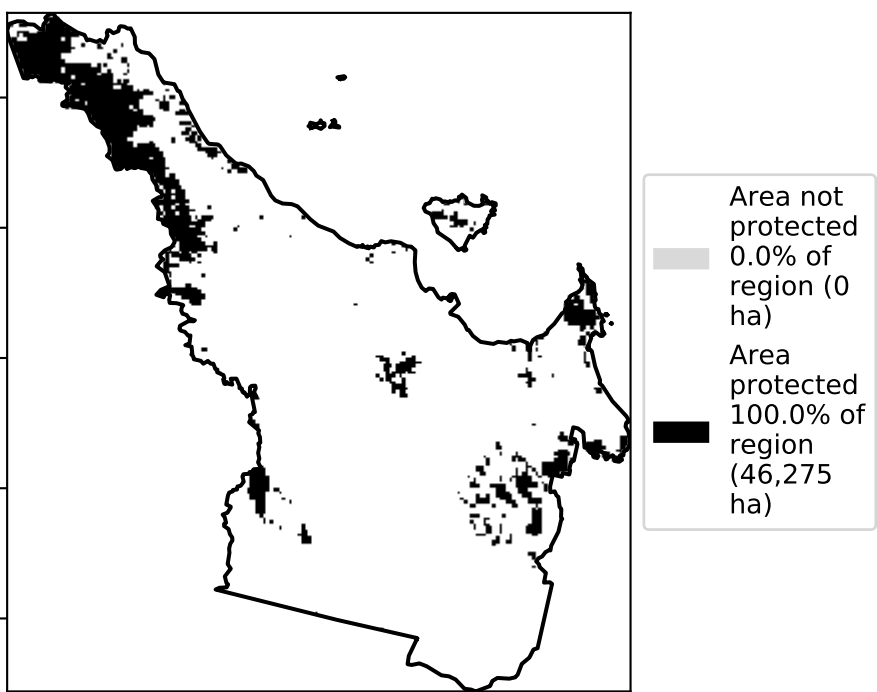 Area not
protected
0.0% of
region (0
ha)
Area
protected
100.0% of
region
(46,275
ha)